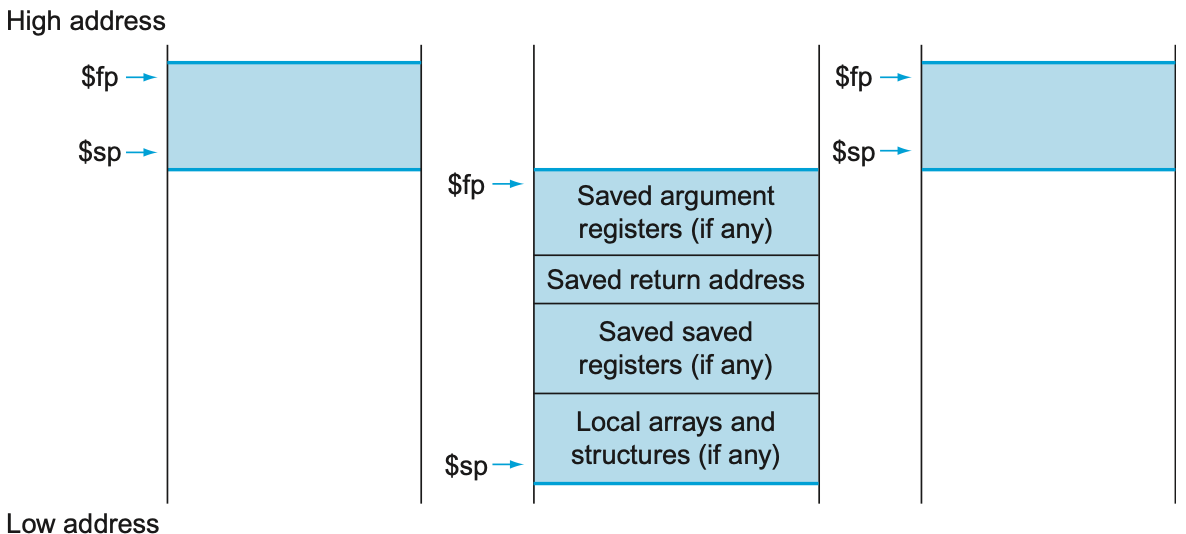 High address
$fp
$sp
$fp
Saved argument
registers (if any)
Saved return address
Saved saved
registers (if any)
Local arrays and
structures (if any)
$sp
$fp
$sp
Low address